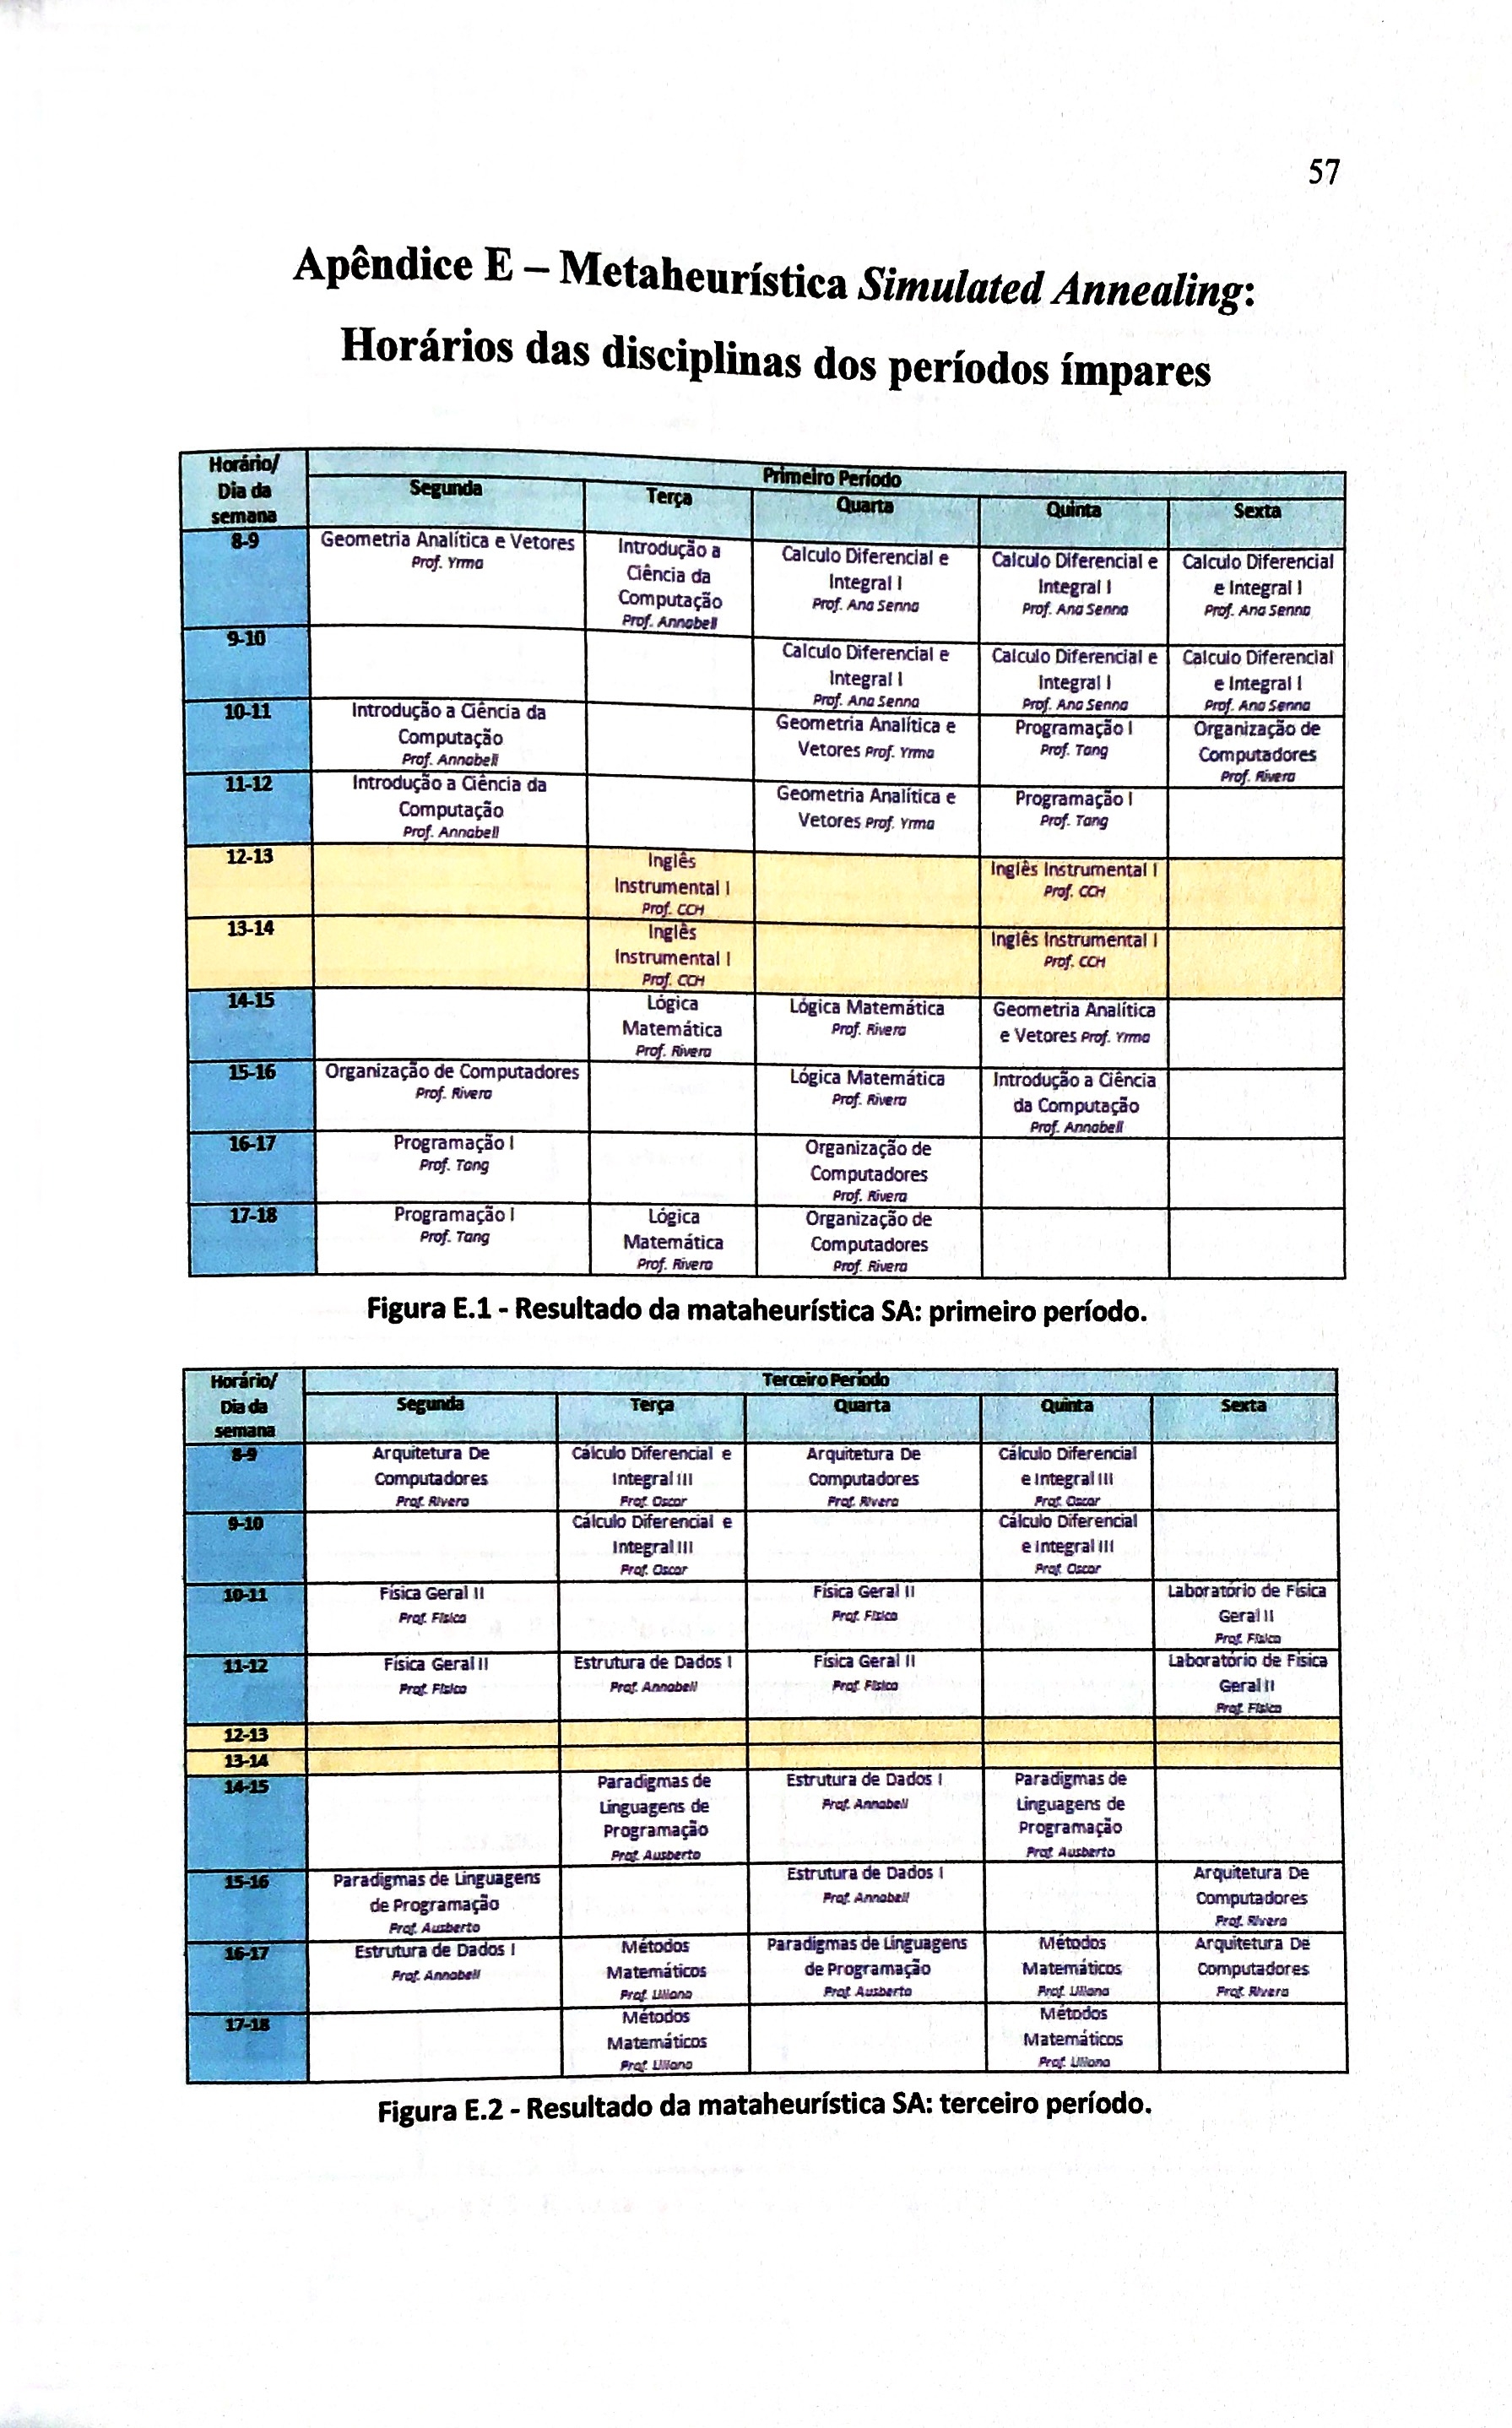 57
Apêndice E – Metaheurística Simulated Annealing:
Horários das disciplinas dos períodos ímpares
Horário/
Dia da
semana
Primeiro Período
Segunda
Terça
Quarta
Quinta
Sexta
8-9
Geometria Analítica e Vetores
Prof. Yrma
Introdução a
Ciência da
Computação
Prof. Annabell
Calculo Diferencial e
Integral I
Prof. Ana Senna
Calculo Diferencial e
Integral I
Prof. Ana Senna
Calculo Diferencial
e Integral I
Prof. Ana Senna
9-10
Calculo Diferencial e
Integral I
Prof. Ana Senna
Calculo Diferencial e
Integral I
Prof. Ana Senna
Calculo Diferencial
e Integral I
Prof. Ana Senna
10-11
Introdução a Ciência da
Computação
Prof. Annabell
Geometria Analítica e
Vetores Prof. Yrma
Programação I
Prof. Tang
Organização de
Computadores
Prof. Rivera
11-12
Introdução a Ciência da
Computação
Prof. Annabell
Geometria Analítica e
Vetores Prof. Yrma
Programação I
Prof. Tang
12-13
Inglês
Instrumental I
Prof. CCH
Inglês Instrumental I
Prof. CCH
13-14
Inglês
Instrumental I
Prof. CCH
Inglês Instrumental I
Prof. CCH
14-15
Lógica
Matemática
Prof. Rivera
Lógica Matemática
Prof. Rivera
Geometria Analítica
e Vetores Prof. Yrma
15-16
Organização de Computadores
Prof. Rivera
Lógica Matemática
Prof. Rivera
Introdução a Ciência
da Computação
Prof. Annabell
16-17
Programação I
Prof. Tang
Organização de
Computadores
Prof. Rivera
17-18
Programação I
Prof. Tang
Lógica
Matemática
Prof. Rivera
Organização de
Computadores
Prof. Rivera
Figura E.1 - Resultado da mataheurística SA: primeiro período.
Horário/
Dia da
semana
Terceiro Período
Segunda
Terça
Quarta
Quinta
Sexta
8-9
Arquitetura De
Computadores
Prof. Rivera
Cálculo Diferencial e
Integral III
Prof. Oscar
Arquitetura De
Computadores
Prof. Rivera
Cálculo Diferencial
e Integral III
Prof. Oscar
9-10
Cálculo Diferencial e
Integral III
Prof. Oscar
Cálculo Diferencial
e Integral III
Prof. Oscar
10-11
Física Geral II
Prof. Física
Física Geral II
Prof. Física
Laboratório de Física
Geral II
Prof. Física
11-12
Física Geral II
Prof. Física
Estrutura de Dados I
Prof. Annabell
Física Geral II
Prof. Física
Laboratório de Física
Geral II
Prof. Física
12-13
13-14
14-15
Paradigmas de
Linguagens de
Programação
Prof. Ausberto
Estrutura de Dados I
Prof. Annabell
Paradigmas de
Linguagens de
Programação
Prof. Ausberto
15-16
Paradigmas de Linguagens
de Programação
Prof. Ausberto
Estrutura de Dados I
Prof. Annabell
Arquitetura De
Computadores
Prof. Rivera
16-17
Estrutura de Dados I
Prof. Annabell
Métodos
Matemáticos
Prof. Liliana
Paradigmas de Linguagens
de Programação
Prof. Ausberto
Métodos
Matemáticos
Prof. Liliana
Arquitetura De
Computadores
Prof. Rivera
17-18
Métodos
Matemáticos
Prof. Liliana
Métodos
Matemáticos
Prof. Liliana
Figura E.2 - Resultado da mataheurística SA: terceiro período.